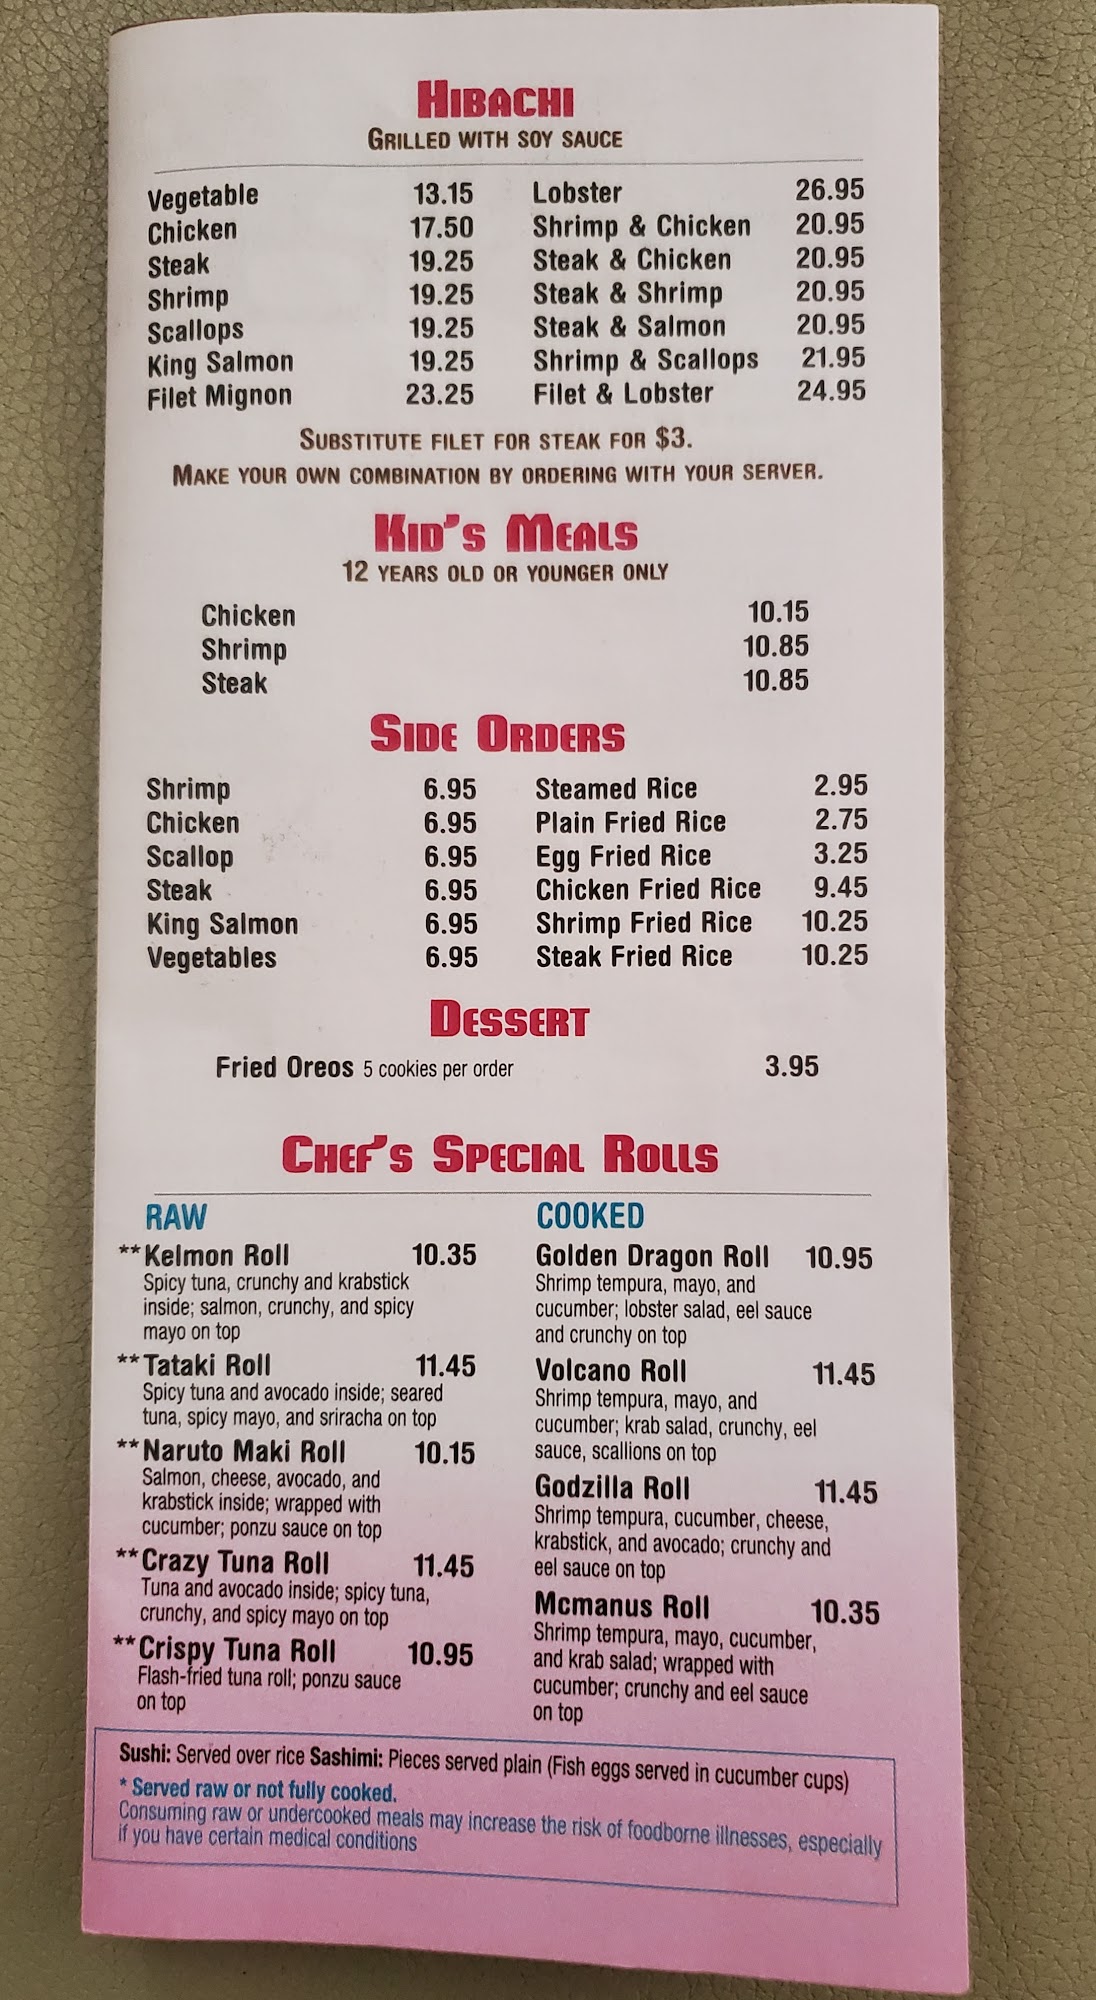 HIBACHI
GRILLED WITH SOY SAUCE
Vegetable 13.15 Lobster 26.95
Chicken 17.50 Shrimp & Chicken 20.95
Steak 19.25 Steak & Chicken 20.95
Shrimp 19.25 Steak & Shrimp 20.95
Scallops 19.25 Steak & Salmon 20.95
King Salmon 19.25 Shrimp & Scallops 21.95
Filet Mignon 23.25 Filet & Lobster 24.95
SUBSTITUTE FILET FOR STEAK FOR $3.
MAKE YOUR OWN COMBINATION BY ORDERING WITH YOUR SERVER.
KID'S MEALS
12 YEARS OLD OR YOUNGER ONLY
Chicken 10.15
Shrimp 10.85
Steak 10.85
SIDE ORDERS
Shrimp 6.95 Steamed Rice 2.95
Chicken 6.95 Plain Fried Rice 2.75
Scallop 6.95 Egg Fried Rice 3.25
Steak 6.95 Chicken Fried Rice 9.45
King Salmon 6.95 Shrimp Fried Rice 10.25
Vegetables 6.95 Steak Fried Rice 10.25
DESSERT
Fried Oreos 5 cookies per order 3.95
CHEF'S SPECIAL ROLLS
RAW
**Kelmon Roll 10.35
Spicy tuna, crunchy and krabstick
inside; salmon, crunchy, and spicy
mayo on top
**Tataki Roll 11.45
Spicy tuna and avocado inside; seared
tuna, spicy mayo, and sriracha on top
**Naruto Maki Roll 10.15
Salmon, cheese, avocado, and
krabstick inside; wrapped with
cucumber; ponzu sauce on top
**Crazy Tuna Roll 11.45
Tuna and avocado inside; spicy tuna,
crunchy, and spicy mayo on top
**Crispy Tuna Roll 10.95
Flash-fried tuna roll; ponzu sauce
on top
COOKED
Golden Dragon Roll 10.95
Shrimp tempura, mayo, and
cucumber; lobster salad, eel sauce
and crunchy on top
Volcano Roll 11.45
Shrimp tempura, mayo, and
cucumber; krab salad, crunchy, eel
sauce, scallions on top
Godzilla Roll 11.45
Shrimp tempura, cucumber, cheese,
krabstick, and avocado; crunchy and
eel sauce on top
Mcmanus Roll 10.35
Shrimp tempura, mayo, cucumber,
and krab salad; wrapped with
cucumber; crunchy and eel sauce
on top
Sushi: Served over rice Sashimi: Pieces served plain (Fish eggs served in cucumber cups)
* Served raw or not fully cooked.
Consuming raw or undercooked meals may increase the risk of foodborne illnesses, especially
if you have certain medical conditions